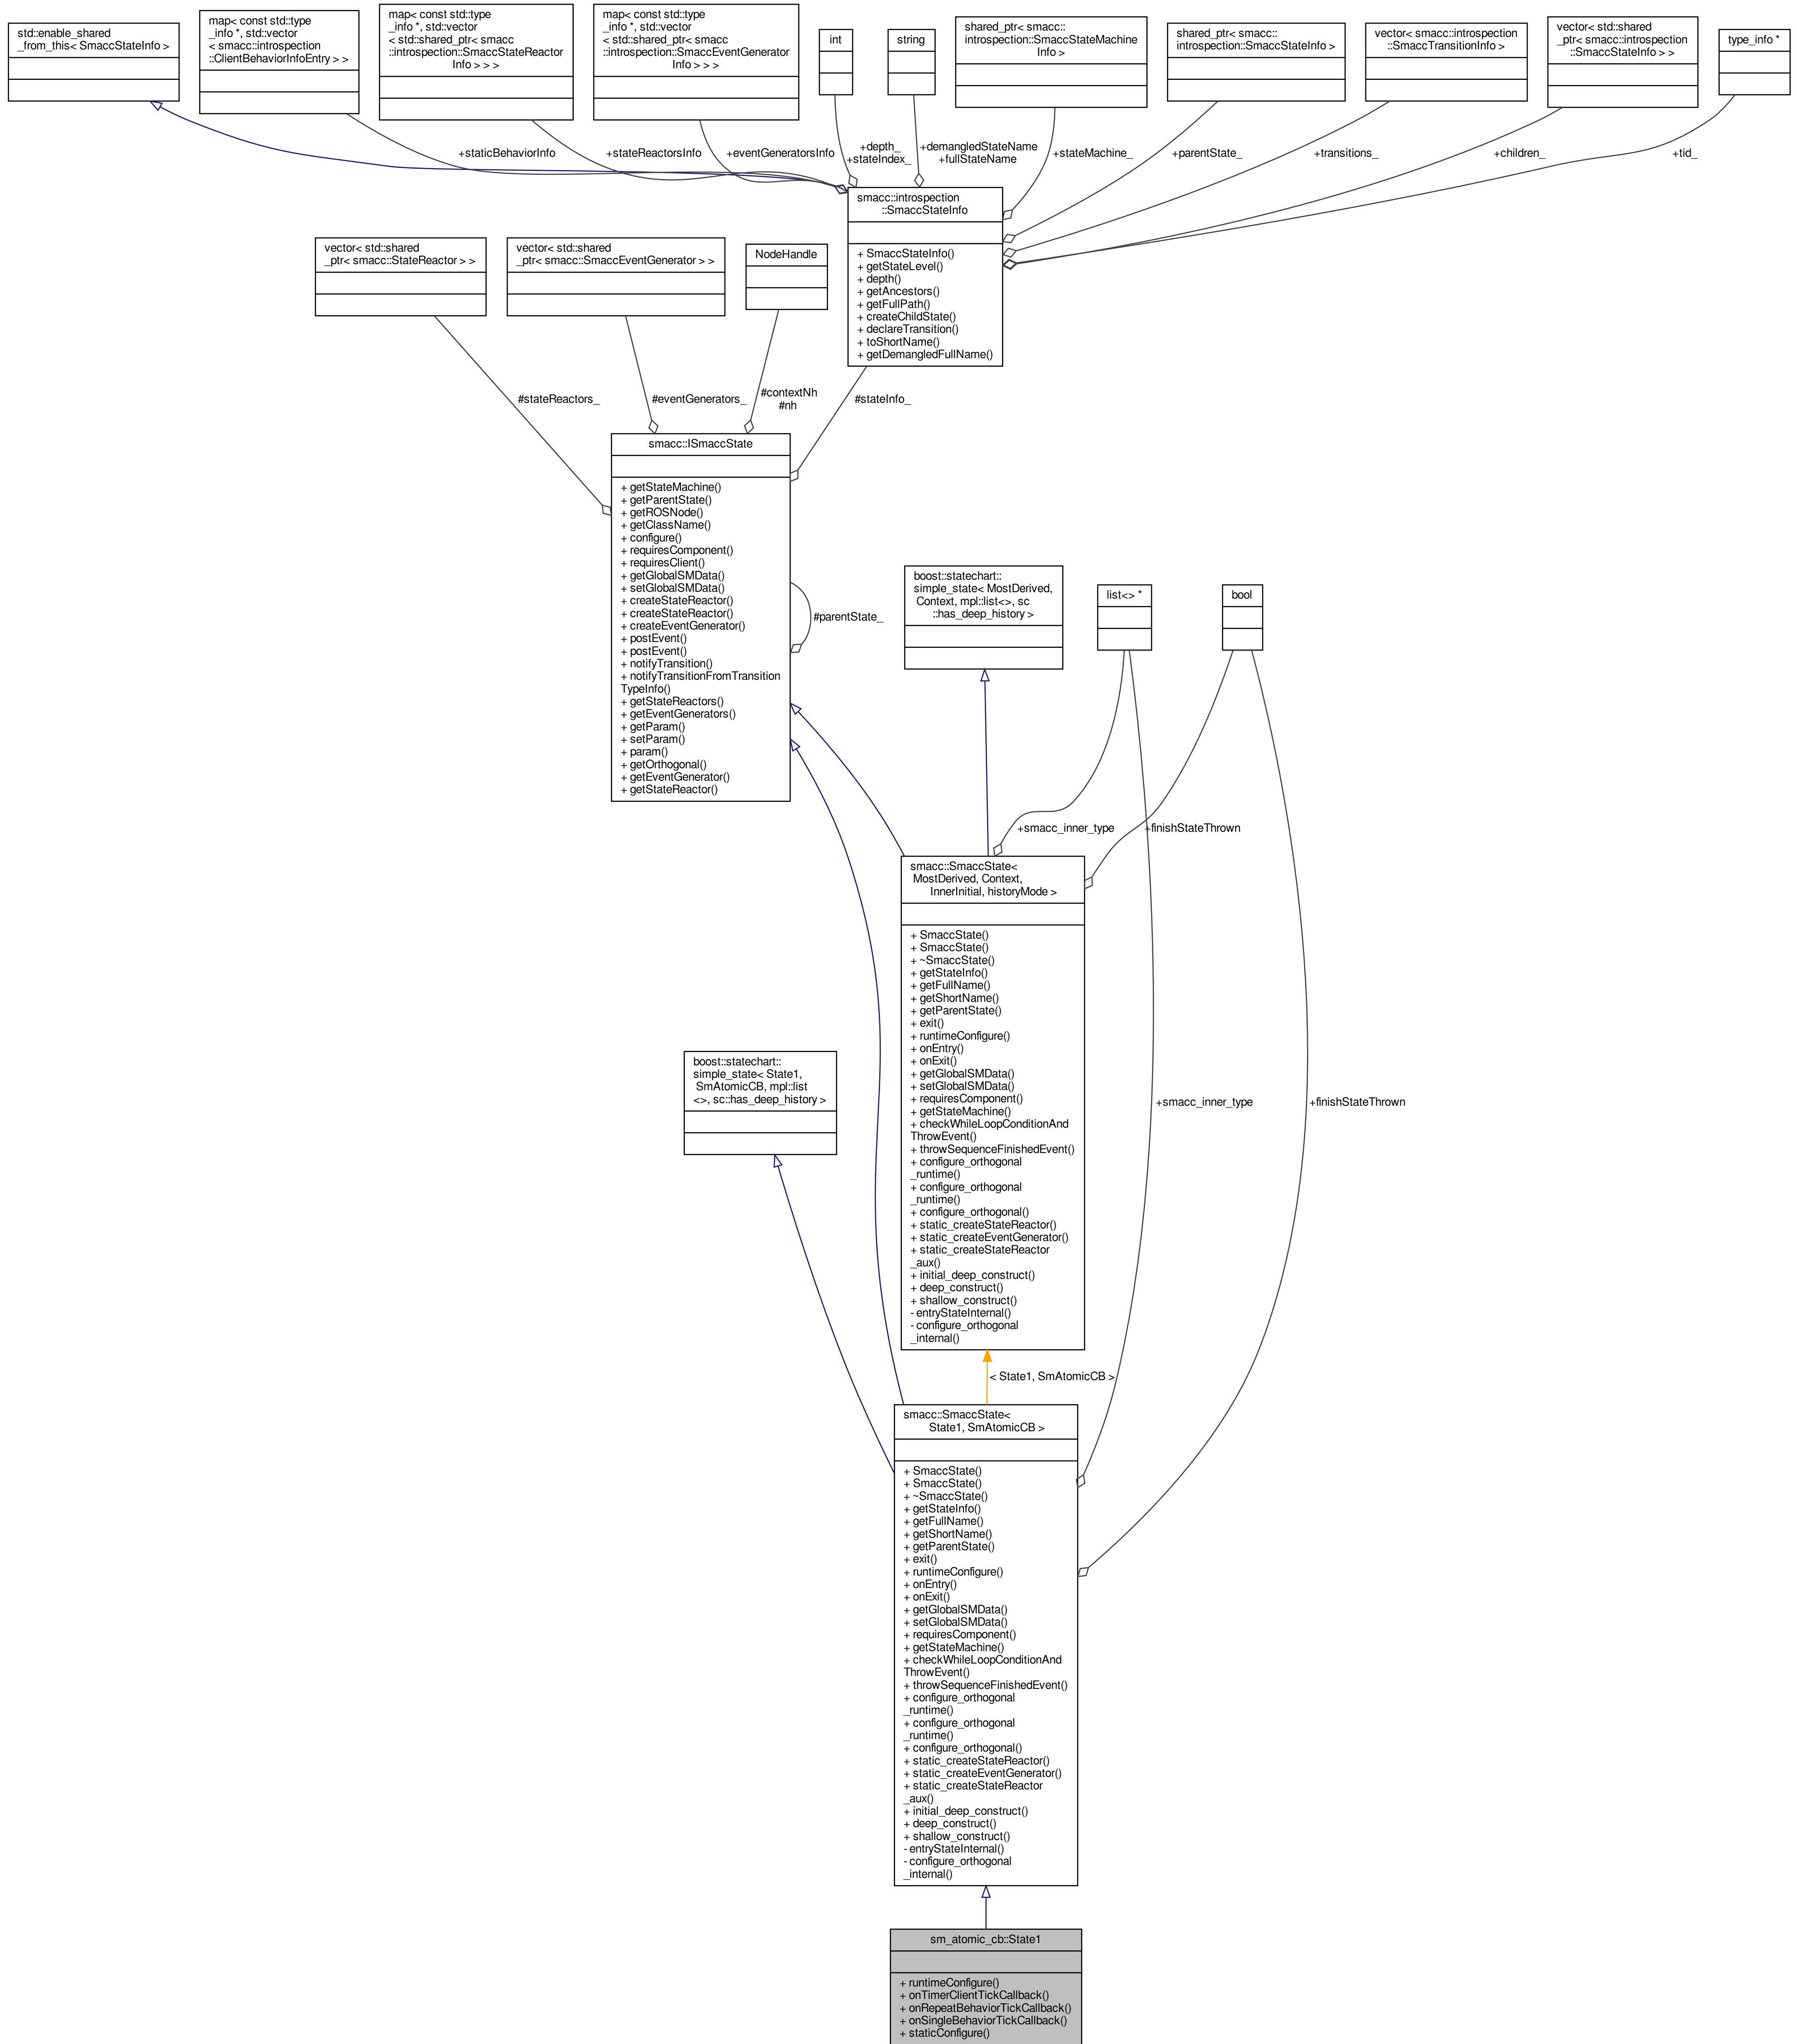 std::enable_shared
_from_this< SmaccStateInfo >
map< const std::type
_info *, std::vector
< smacc::introspection
::ClientBehaviorInfoEntry > >
map< const std::type
_info *, std::vector
< std::shared_ptr< smacc
::introspection::SmaccStateReactor
Info > > >
map< const std::type
_info *, std::vector
< std::shared_ptr< smacc
::introspection::SmaccEventGenerator
Info > > >
int
string
shared_ptr< smacc::
introspection::SmaccStateMachine
Info >
shared_ptr< smacc::
introspection::SmaccStateInfo >
vector< smacc::introspection
::SmaccTransitionInfo >
vector< std::shared
_ptr< smacc::introspection
::SmaccStateInfo > >
type_info *
+staticBehaviorInfo
+stateReactorsInfo
+eventGeneratorsInfo
+depth_
+stateIndex_
+demangledStateName
+fullStateName
+stateMachine_
+parentState_
+transitions_
+children_
+tid_
smacc::introspection
::SmaccStateInfo
+ SmaccStateInfo()
+ getStateLevel()
+ depth()
+ getAncestors()
+ getFullPath()
+ createChildState()
+ declareTransition()
+ toShortName()
+ getDemangledFullName()
vector< std::shared
_ptr< smacc::StateReactor > >
vector< std::shared
_ptr< smacc::SmaccEventGenerator > >
NodeHandle
#stateReactors_
#eventGenerators_
#contextNh
#nh
#stateInfo_
smacc::ISmaccState
+ getStateMachine()
+ getParentState()
+ getROSNode()
+ getClassName()
+ configure()
+ requiresComponent()
+ requiresClient()
+ getGlobalSMData()
+ setGlobalSMData()
+ createStateReactor()
+ createStateReactor()
+ createEventGenerator()
+ postEvent()
+ postEvent()
+ notifyTransition()
+ notifyTransitionFromTransition
TypeInfo()
+ getStateReactors()
+ getEventGenerators()
+ getParam()
+ setParam()
+ param()
+ getOrthogonal()
+ getEventGenerator()
+ getStateReactor()
#parentState_
boost::statechart::
simple_state< MostDerived,
Context, mpl::list<>, sc
::has_deep_history >
list<> *
bool
+smacc_inner_type
+finishStateThrown
smacc::SmaccState<
MostDerived, Context,
InnerInitial, historyMode >
+ SmaccState()
+ SmaccState()
+ ~SmaccState()
+ getStateInfo()
+ getFullName()
+ getShortName()
+ getParentState()
+ exit()
+ runtimeConfigure()
+ onEntry()
+ onExit()
+ getGlobalSMData()
+ setGlobalSMData()
+ requiresComponent()
+ getStateMachine()
+ checkWhileLoopConditionAnd
ThrowEvent()
+ throwSequenceFinishedEvent()
+ configure_orthogonal
_runtime()
+ configure_orthogonal
_runtime()
+ configure_orthogonal()
+ static_createStateReactor()
+ static_createEventGenerator()
+ static_createStateReactor
_aux()
+ initial_deep_construct()
+ deep_construct()
+ shallow_construct()
- entryStateInternal()
- configure_orthogonal
_internal()
boost::statechart::
simple_state< State1,
SmAtomicCB, mpl::list
<>, sc::has_deep_history >
+smacc_inner_type
+finishStateThrown
< State1, SmAtomicCB >
smacc::SmaccState<
State1, SmAtomicCB >
+ SmaccState()
+ SmaccState()
+ ~SmaccState()
+ getStateInfo()
+ getFullName()
+ getShortName()
+ getParentState()
+ exit()
+ runtimeConfigure()
+ onEntry()
+ onExit()
+ getGlobalSMData()
+ setGlobalSMData()
+ requiresComponent()
+ getStateMachine()
+ checkWhileLoopConditionAnd
ThrowEvent()
+ throwSequenceFinishedEvent()
+ configure_orthogonal
_runtime()
+ configure_orthogonal
_runtime()
+ configure_orthogonal()
+ static_createStateReactor()
+ static_createEventGenerator()
+ static_createStateReactor
_aux()
+ initial_deep_construct()
+ deep_construct()
+ shallow_construct()
- entryStateInternal()
- configure_orthogonal
_internal()
sm_atomic_cb::State1
+ runtimeConfigure()
+ onTimerClientTickCallback()
+ onRepeatBehaviorTickCallback()
+ onSingleBehaviorTickCallback()
+ staticConfigure()